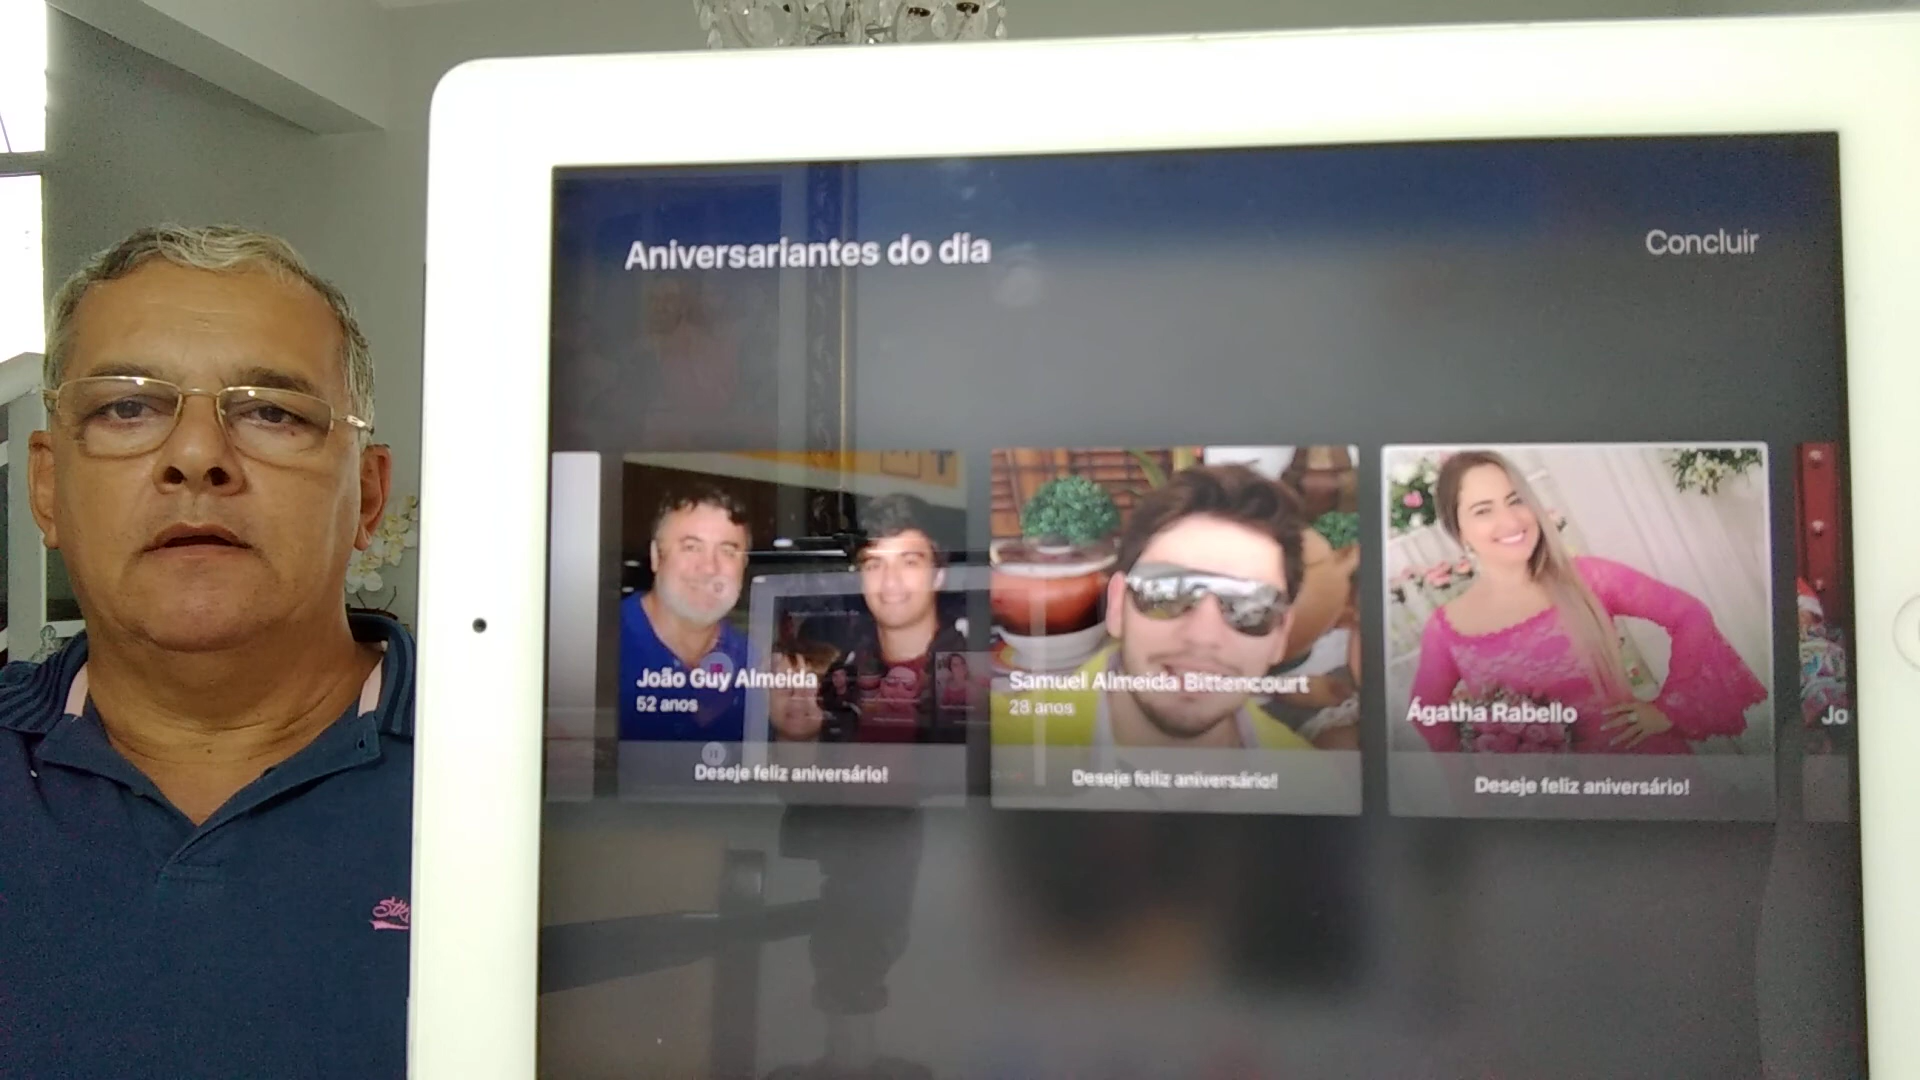 Aniversariantes do dia
Concluir
João Guy Almeida
52 anos
Deseje feliz aniversário!
Samuel Almeida Bittencourt
28 anos
Deseje feliz aniversário!
Ágatha Rabello
Deseje feliz aniversário!
Jo